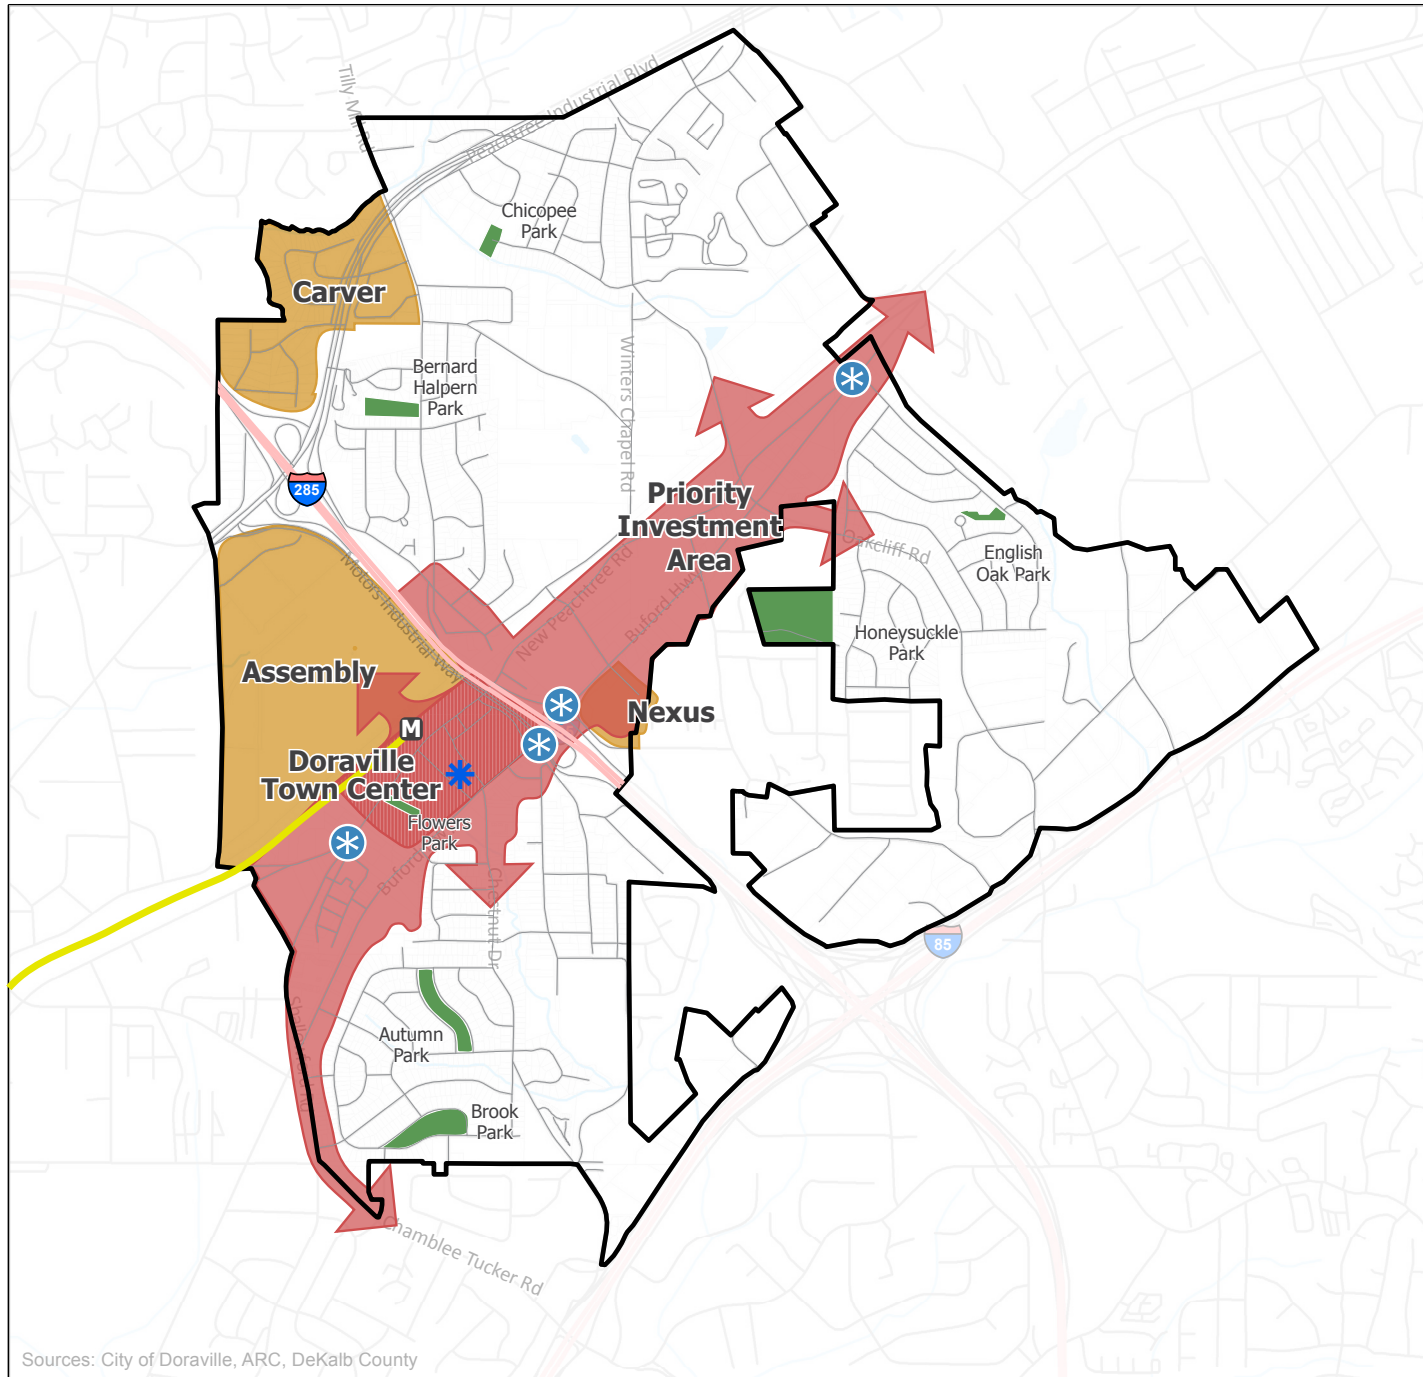 Peachtree Industrial Blvd
Tilly Mill Rd
Chicopee
Park
Carver
Bernard
Halpern
Park
Winters Chapel Rd
285
Priority
Investment
Area
Oakcliff Rd
English
Oak Park
Motors Industrial Way
New Peachtree Rd
Buford Hwy
Honeysuckle
Park
Assembly
Nexus
M
Doraville
Town Center
Flowers
Park
Buford
Chestnut Dr
85
Shallowford Rd
Autumn
Park
Brook
Park
Chamblee Tucker Rd
Sources: City of Doraville, ARC, DeKalb County